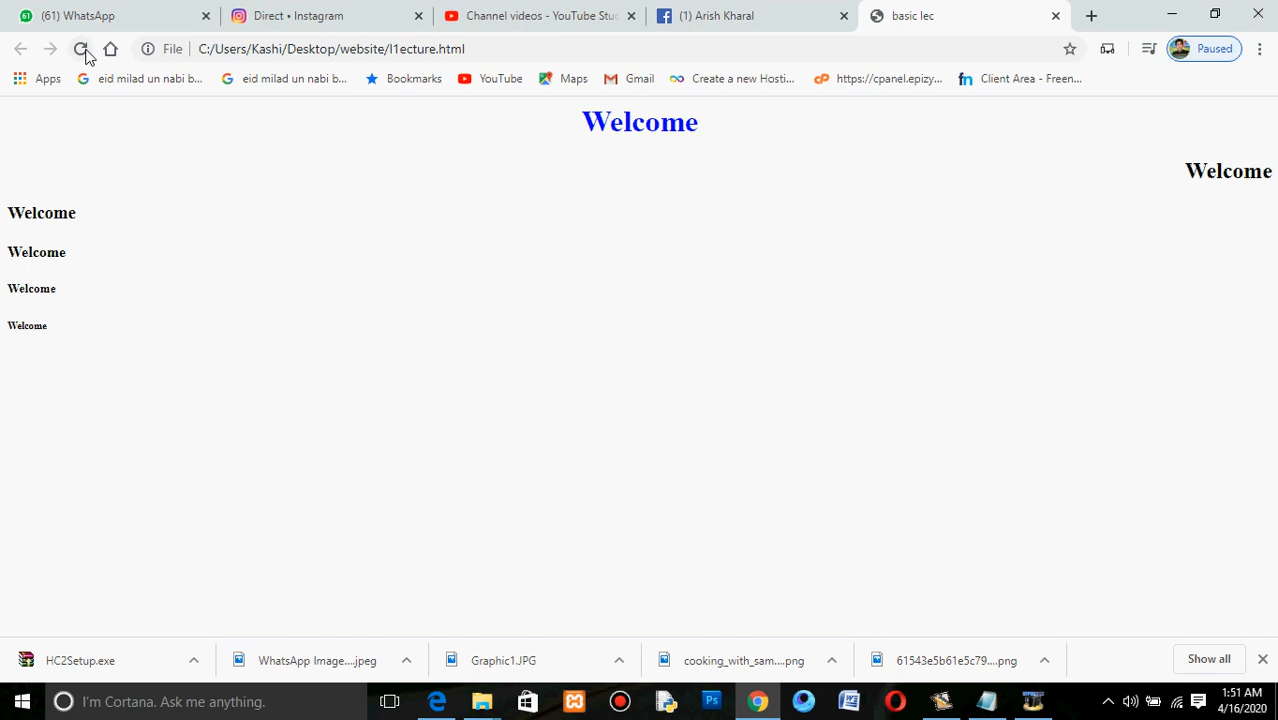 (61) WhatsApp
Direct • Instagram
Channel videos - YouTube Stu
(1) Arish Kharal
basic lec
File
C:/Users/Kashi/Desktop/website/l1ecture.html
Paused
Apps
eid milad un nabi b...
eid milad un nabi b...
Bookmarks
YouTube
Maps
Gmail
Create a new Hosti...
https://cpanel.epizy...
Client Area - Freen...
Welcome
Welcome
Welcome
Welcome
Welcome
Welcome
HC2Setup.exe
WhatsApp Image....jpeg
Graphic1.JPG
cooking_with_sam....png
61543e5b61e5c79....png
Show all
I'm Cortana. Ask me anything.
1:51 AM
4/16/2020